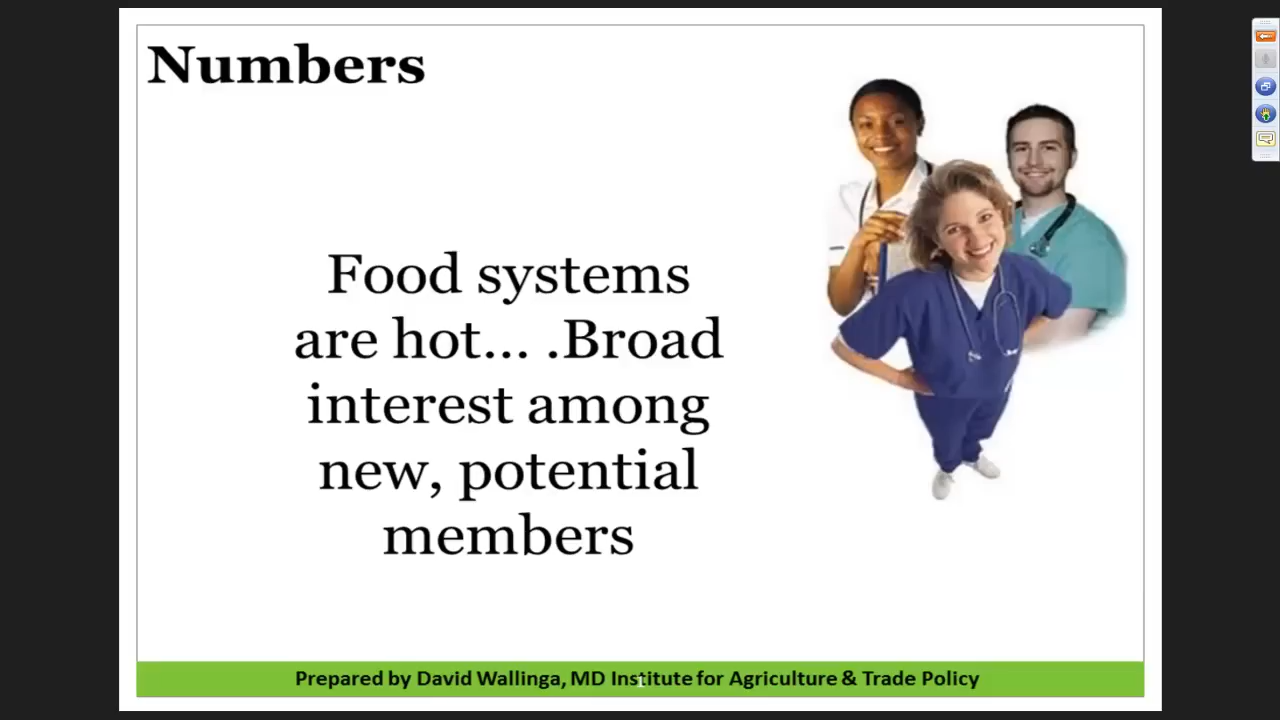 Numbers
Food systems
are hot... .Broad
interest among
new, potential
members
Prepared by David Wallinga, MD Institute for Agriculture & Trade Policy